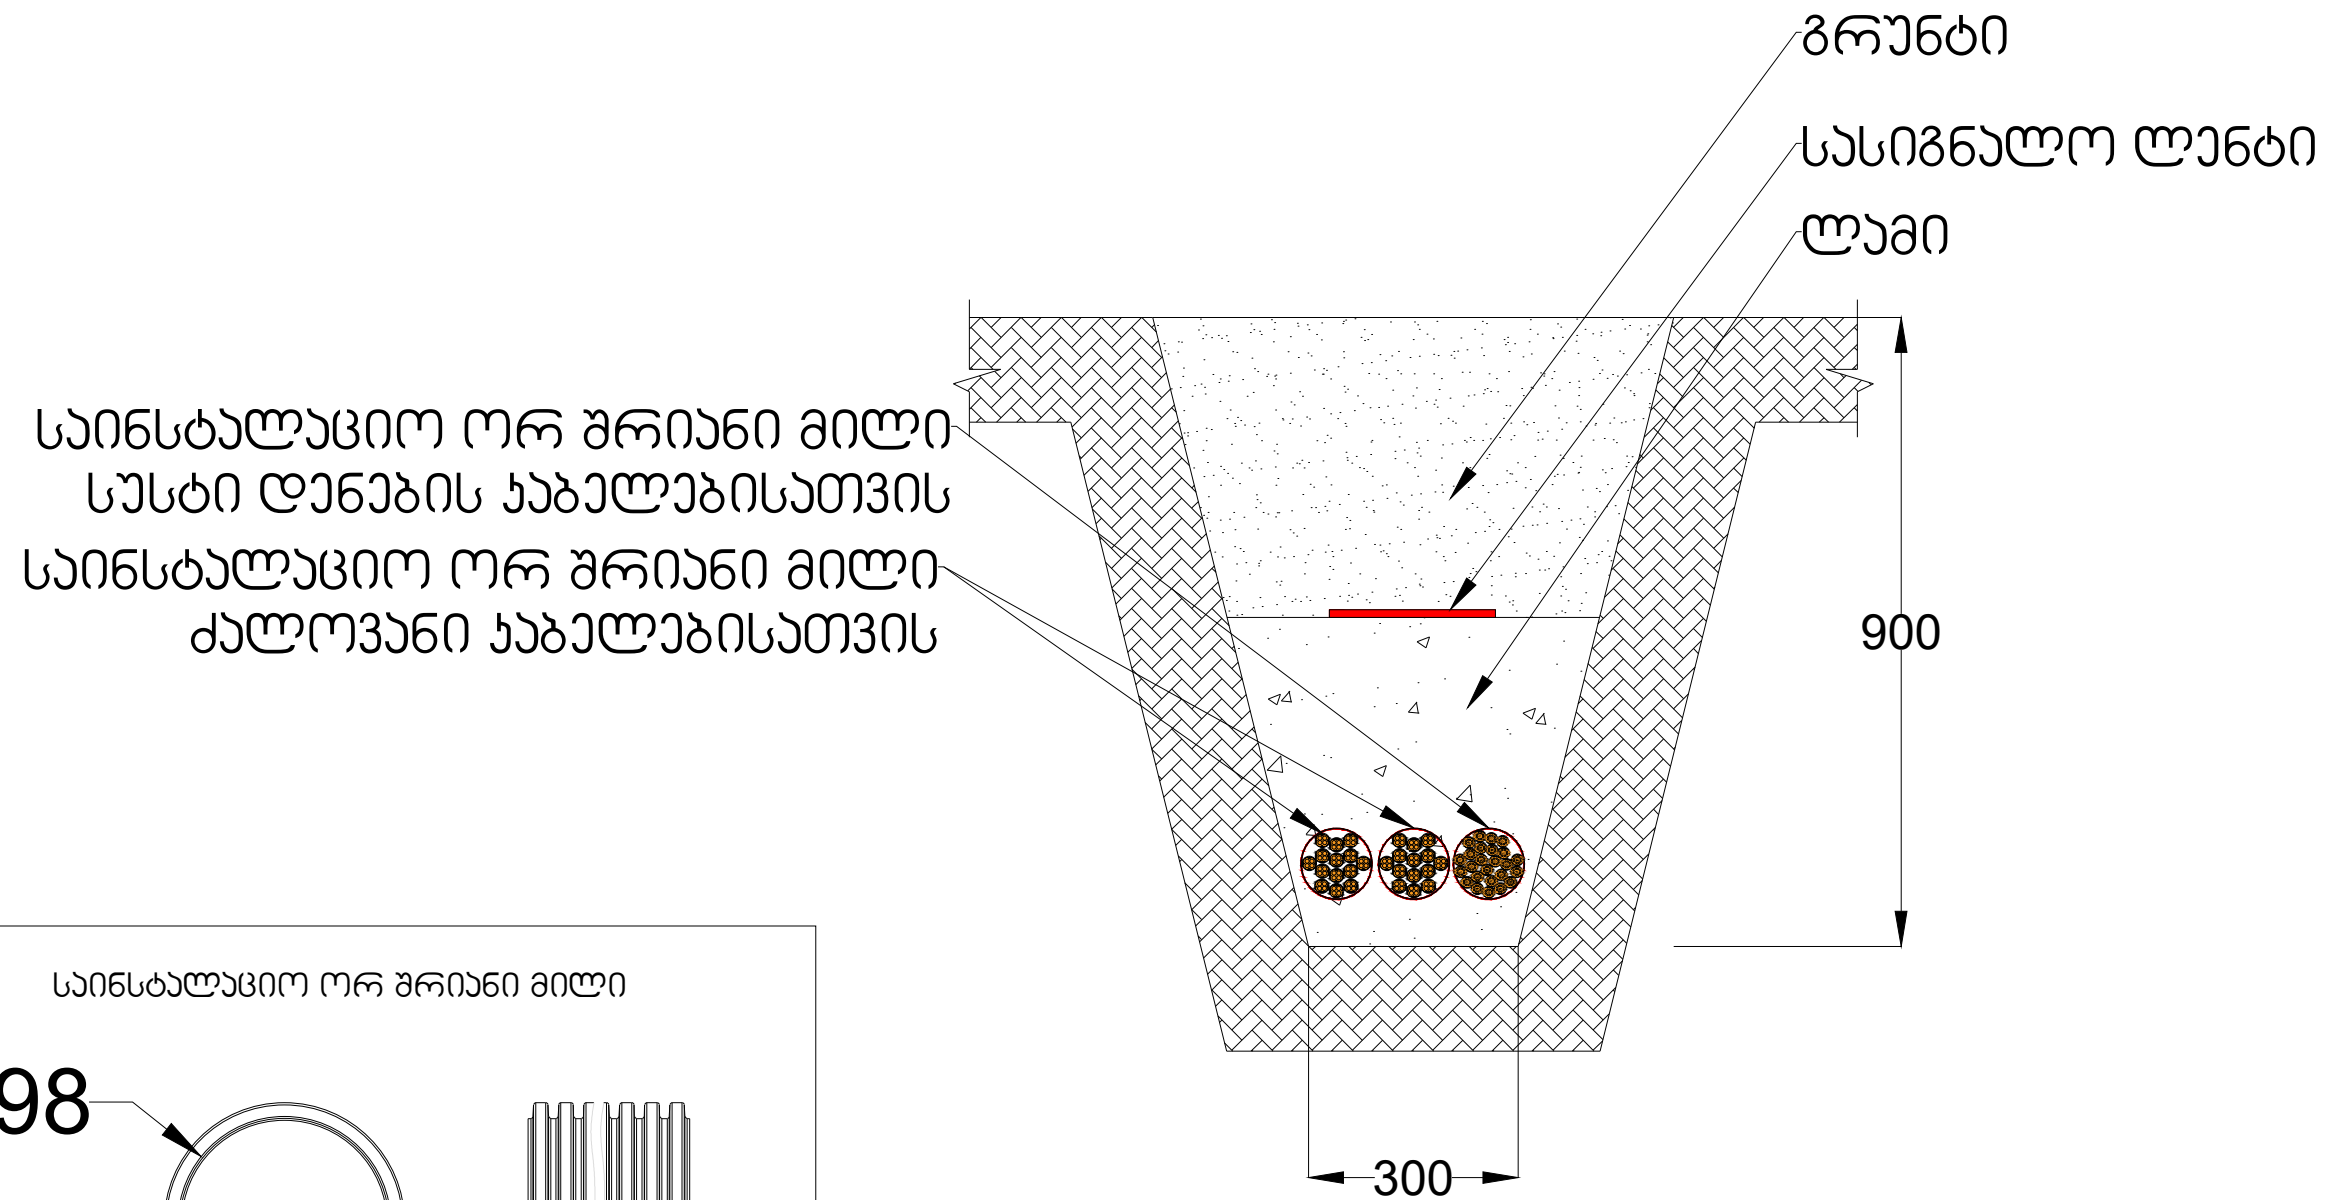 გრუნტი
სასიგნალო ლენტი
ლამი
საინსტალაციო ორ შრიანი მილი
სუსტი დენების კაბელებისათვის
საინსტალაციო ორ შრიანი მილი
ძალოვანი კაბელებისათვის
900
საინსტალაციო ორ შრიანი მილი
98
300